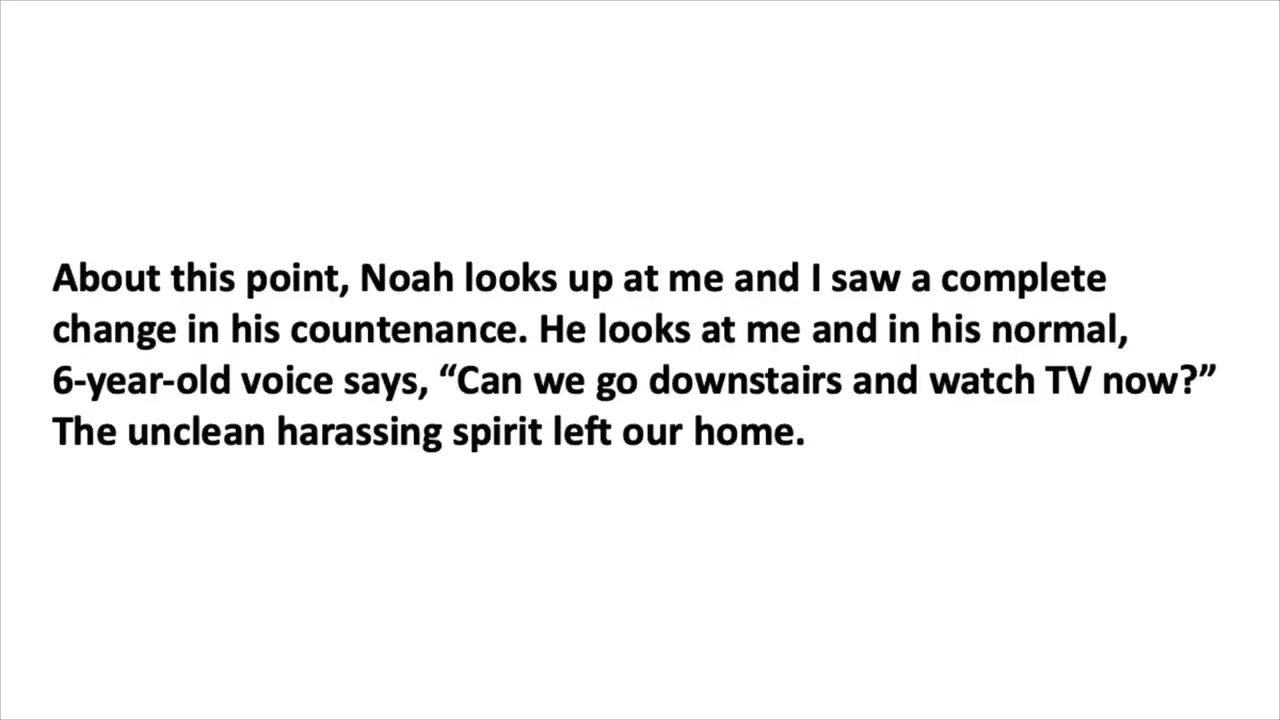 About this point, Noah looks up at me and I saw a complete
change in his countenance. He looks at me and in his normal,
6-year-old voice says, “Can we go downstairs and watch TV now?”
The unclean harassing spirit left our home.